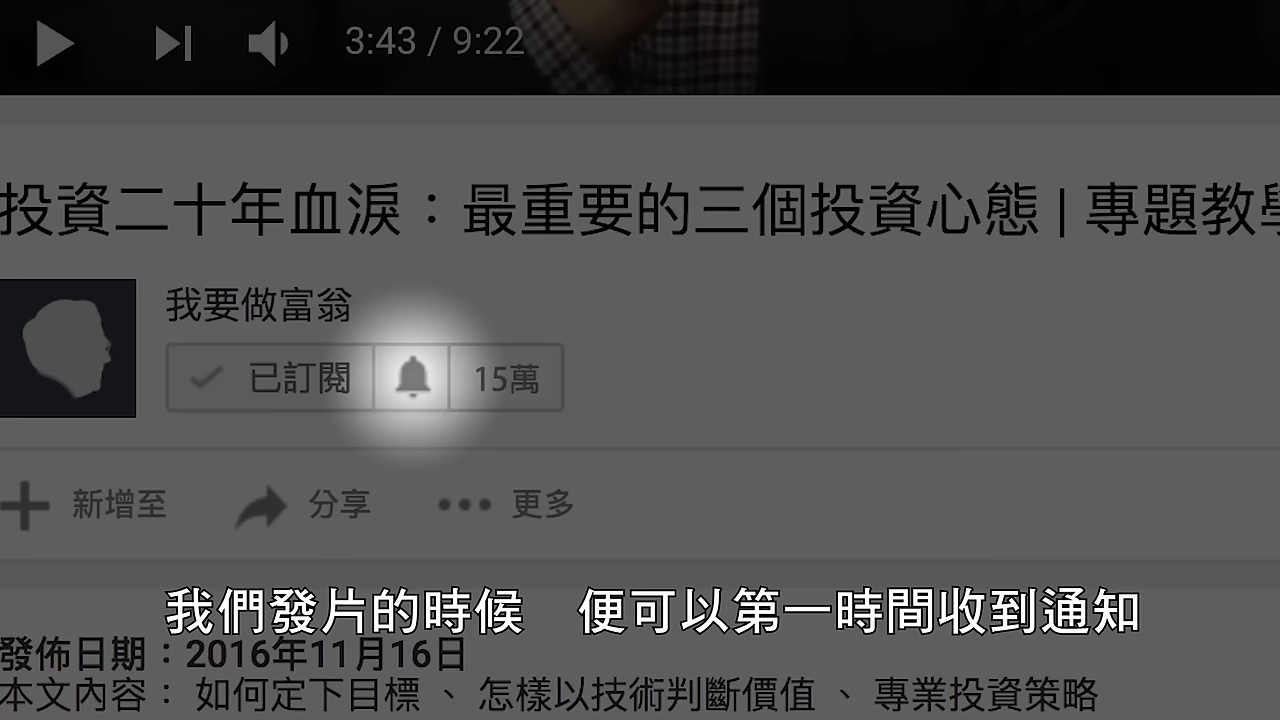 3:43 / 9:22
投資二十年血淚：最重要的三個投資心態 | 專題教學
我要做富翁
已訂閱 15萬
新增至 分享 更多
我們發片的時候 便可以第一時間收到通知
發佈日期：2016年11月16日
本文內容： 如何定下目標 、 怎樣以技術判斷價值 、 專業投資策略